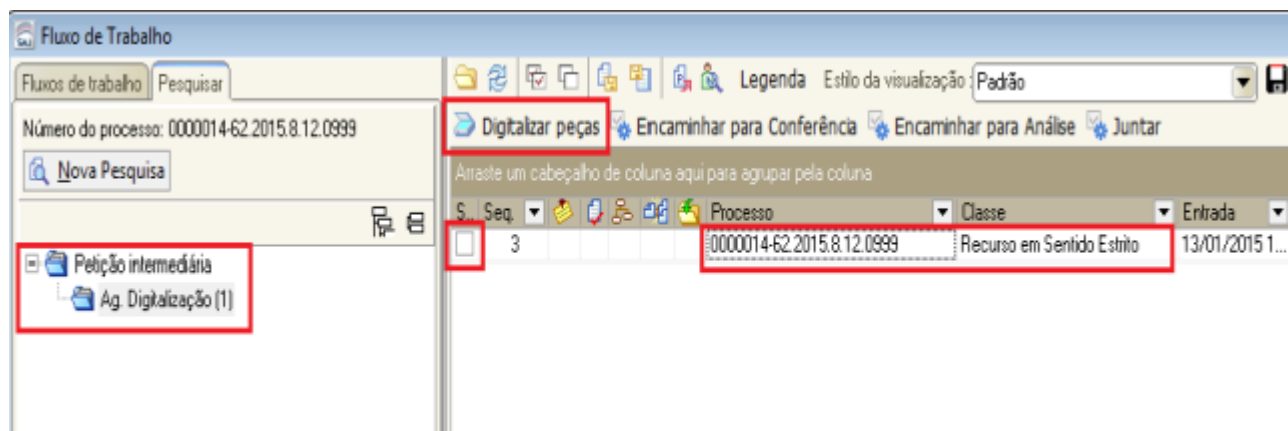 Fluxo de Trabalho
Fluxos de trabalho Pesquisar
Número do processo: 0000014-62.2015.8.12.0999
Nova Pesquisa
Petição intermediária
Ag. Digitalização (1)
Legenda Estilo da visualização : Padrão
Digitalizar peças Encaminhar para Conferência Encaminhar para Análise Juntar
Arraste um cabeçalho de coluna aqui para agrupar pela coluna
S... Seq. Processo Classe Entrada
3 0000014-62.2015.8.12.0999 Recurso em Sentido Estrito 13/01/2015 1...